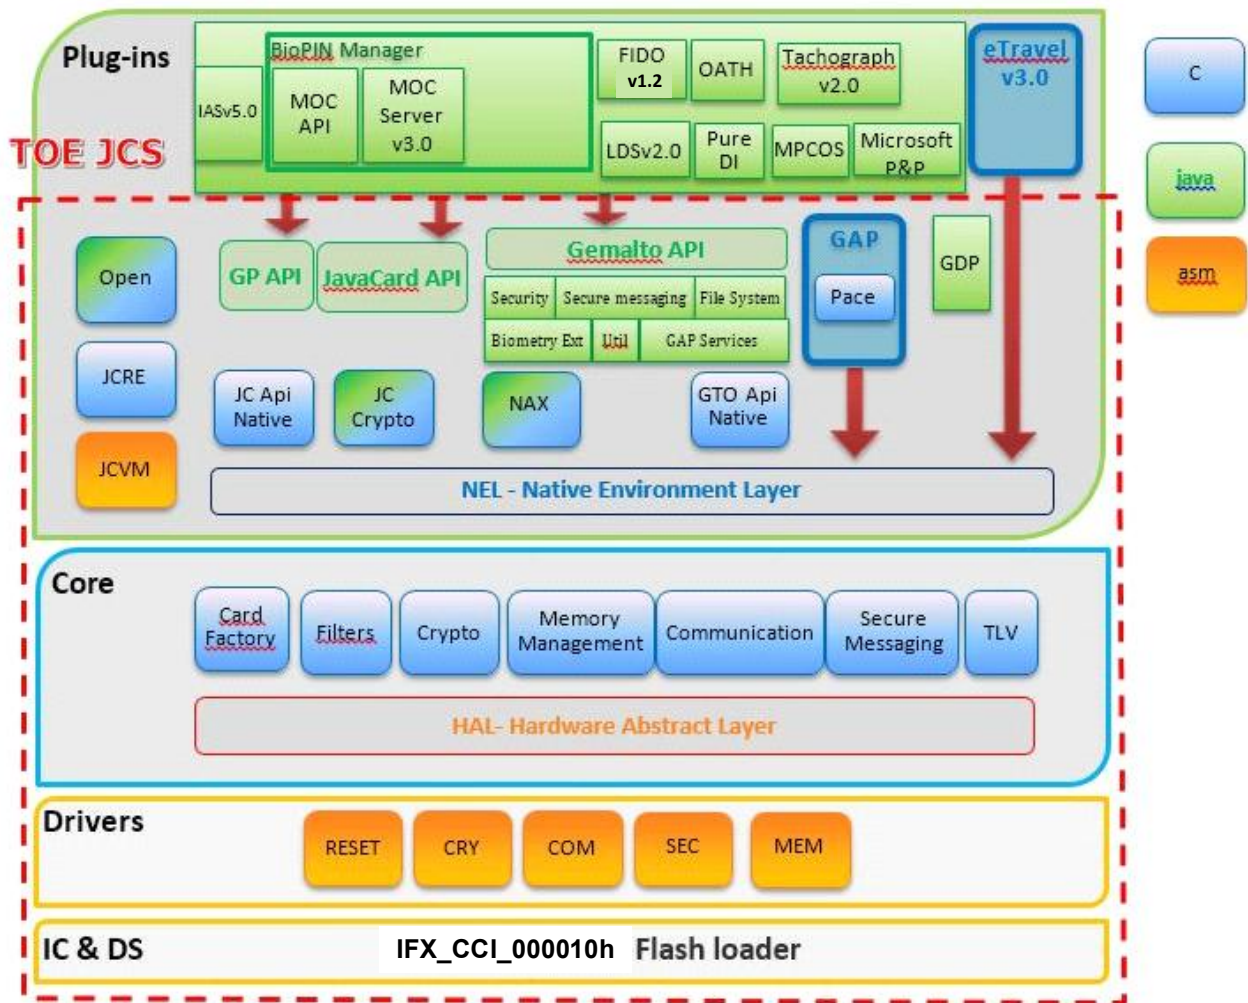 Plug-ins
BioPIN Manager
IASv5.0
MOC
API
MOC
Server
v3.0
FIDO
v1.2
OATH
Tachograph
v2.0
LDSv2.0
Pure
DI
MPCOS
Microsoft
P&P
eTravel
v3.0
C
java
asm
TOE JCS
Open
JCRE
JCVM
GP API
JavaCard API
Gemalto API
Security
Secure messaging
File System
Biometry Ext
Util
GAP Services
GAP
Pace
GDP
JC Api
Native
JC
Crypto
NAX
GTO Api
Native
NEL - Native Environment Layer
Core
Card
Factory
Filters
Crypto
Memory
Management
Communication
Secure
Messaging
TLV
HAL- Hardware Abstract Layer
Drivers
RESET
CRY
COM
SEC
MEM
IC & DS
IFX_CCI_000010h Flash loader